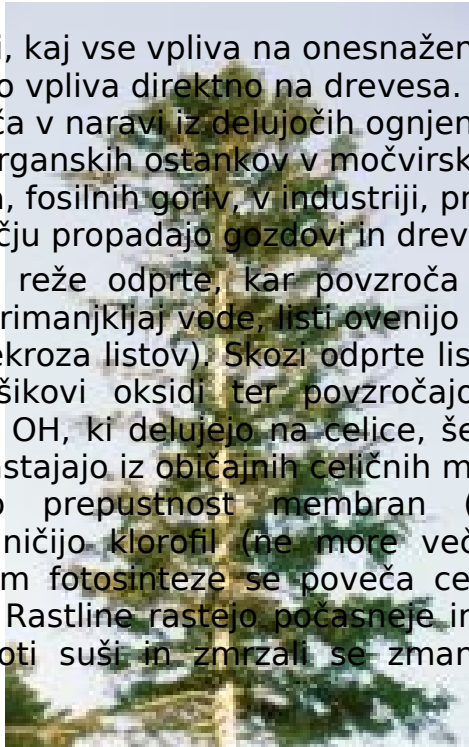 i, kaj vse vpliva na onesnažen
o vpliva direktno na drevesa.
ča v naravi iz delujočih ognjen
rganskih ostankov v močvirsk
, fosilnih goriv, v industriji, pr
čju propadajo gozdovi in drev
reže odprte, kar povzroča
rimanjkljaj vode, listi ovenijo
ekroza listov). Skozi odprte lis
šikovi oksidi ter povzročajo
OH, ki delujejo na celice, še
astajajo iz običajnih celičnih m
o prepustnost membran (
ničijo klorofil (ne more več
m fotosinteze se poveča ce
Rastline rastejo počasneje in
oti suši in zmrzali se zman